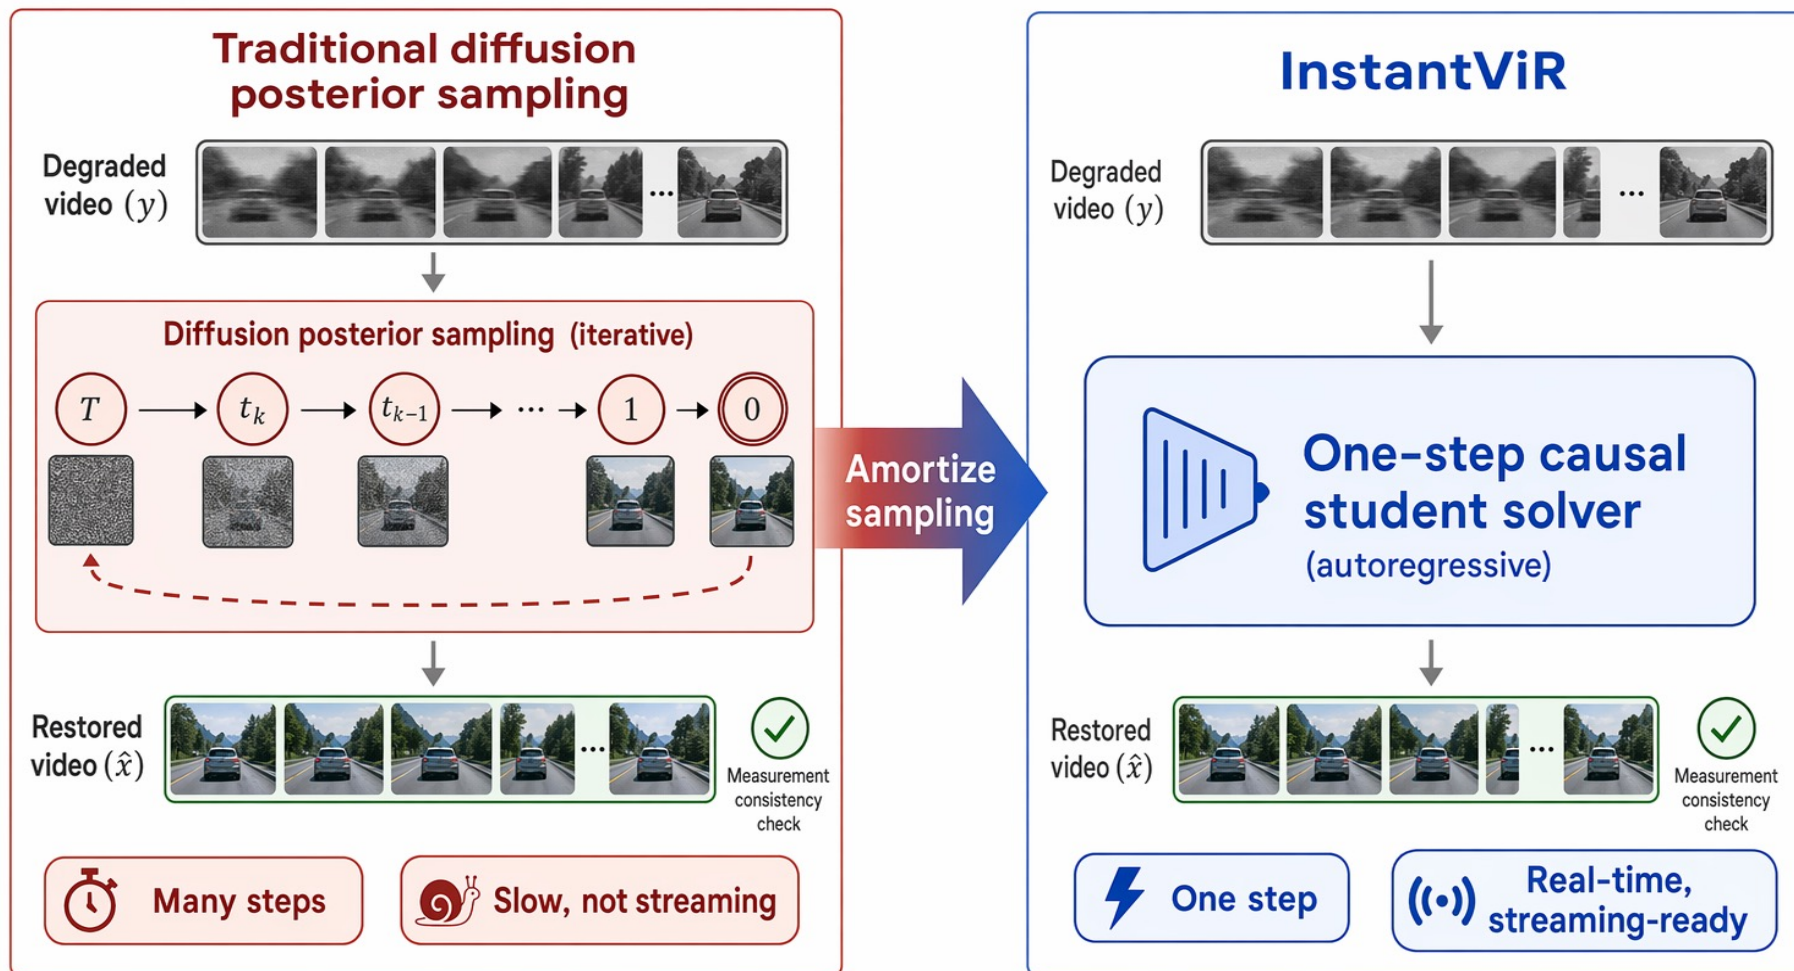 Traditional diffusion
posterior sampling
Degraded
video (y)
...
Diffusion posterior sampling (iterative)
T
t_k
t_{k-1}
...
1
0
Restored
video (x̂)
...
Measurement
consistency
check
Many steps
Slow, not streaming
Amortize
sampling
InstantViR
Degraded
video (y)
...
One-step causal
student solver
(autoregressive)
Restored
video (x̂)
...
Measurement
consistency
check
One step
Real-time,
streaming-ready